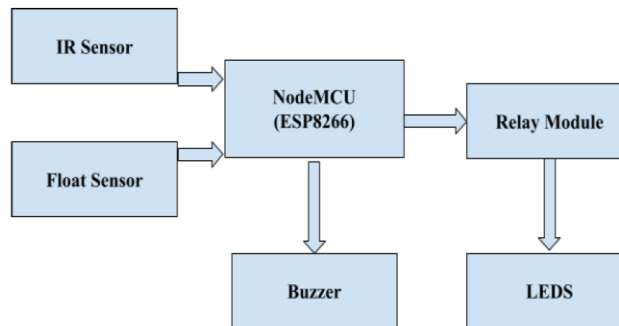 IR Sensor
NodeMCU
(ESP8266)
Relay Module
Float Sensor
Buzzer
LEDS